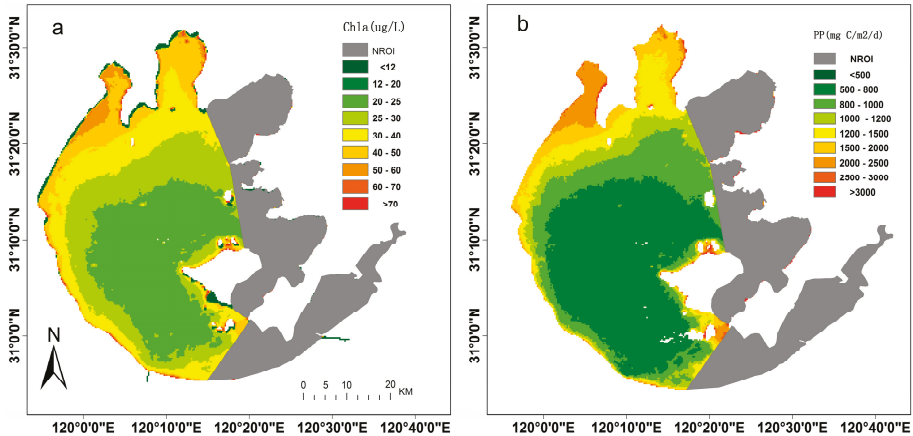 a
Chla(ug/L)
NROI
<12
12 - 20
20 - 25
25 - 30
30 - 40
40 - 50
50 - 60
60 - 70
>70
N
0 5 10 20
KM
31°30'0"N
31°20'0"N
31°10'0"N
31°0'0"N
120°0'0"E
120°10'0"E
120°20'0"E
120°30'0"E
120°40'0"E
b
PP(mg C/m2/d)
NROI
<500
500 - 800
800 - 1000
1000 - 1200
1200 - 1500
1500 - 2000
2000 - 2500
2500 - 3000
>3000
31°30'0"N
31°20'0"N
31°10'0"N
31°0'0"N
120°0'0"E
120°10'0"E
120°20'0"E
120°30'0"E
120°40'0"E